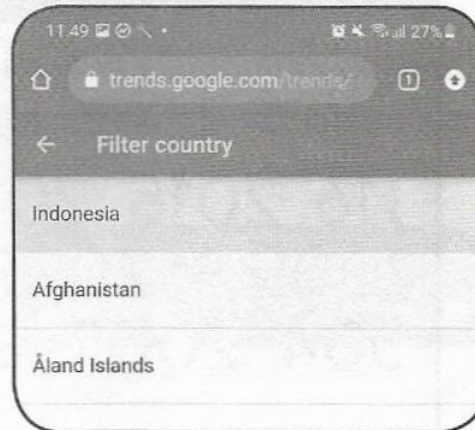 11.49 27%
trends.google.com/trends/ 1
Filter country
Indonesia
Afghanistan
Åland Islands